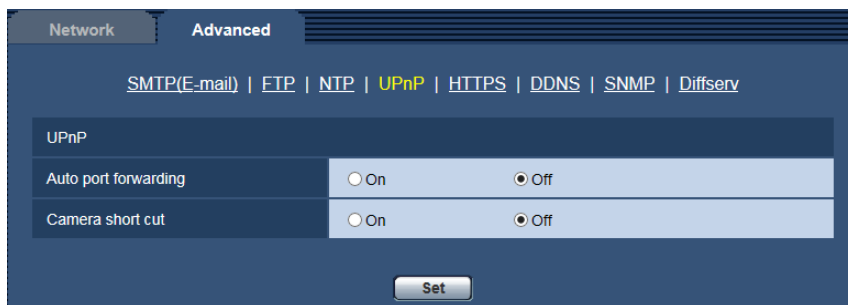 Network Advanced
SMTP(E-mail) | FTP | NTP | UPnP | HTTPS | DDNS | SNMP | Diffserv
UPnP
Auto port forwarding On Off
Camera short cut On Off
Set